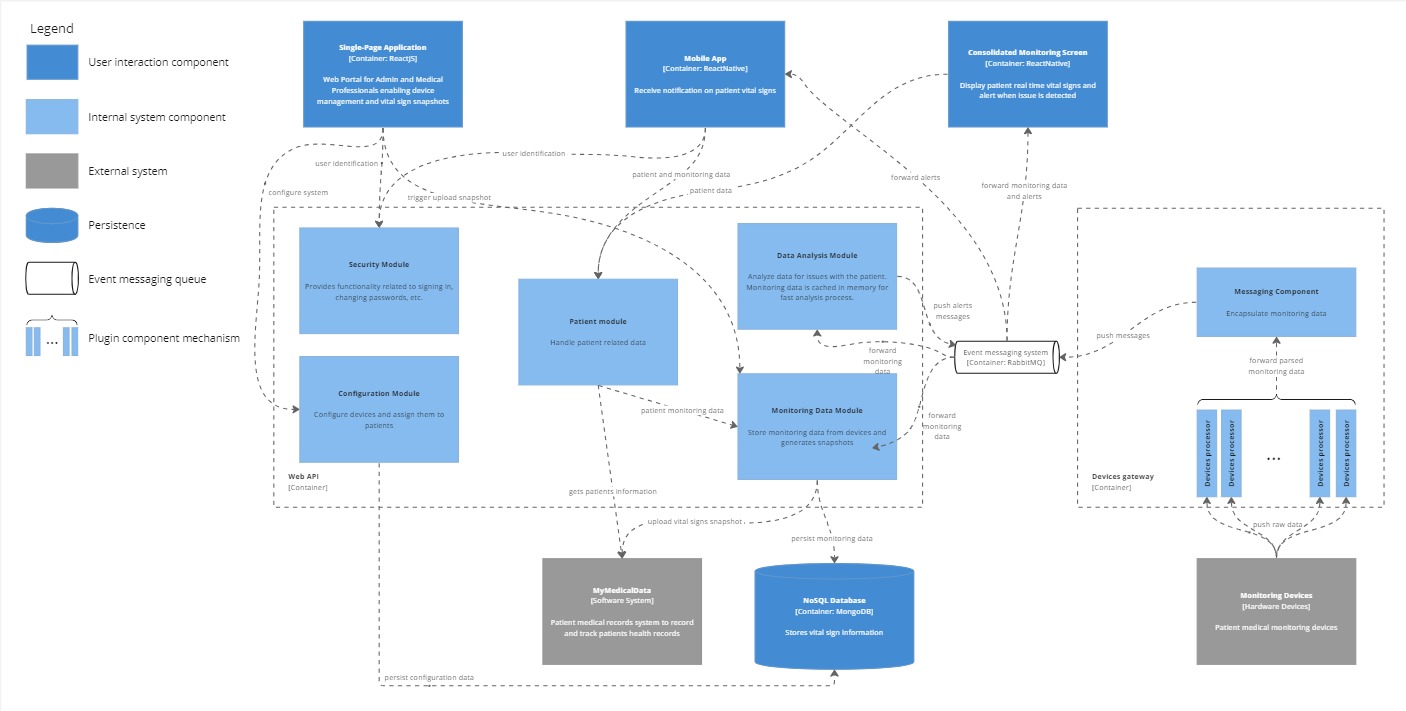 Legend
User interaction component
Internal system component
External system
Persistence
Event messaging queue
...
Plugin component mechanism
Single-Page Application
[Container: ReactJS]
Web Portal for Admin and Medical
Professionals enabling device
management and vital sign snapshots
Mobile App
[Container: ReactNative]
Receive notification on patient vital signs
Consolidated Monitoring Screen
[Container: ReactNative]
Display patient real time vital signs and
alert when issue is detected
user identification
user identification
configure system
trigger upload snapshot
patient and monitoring data
patient data
forward alerts
forward monitoring data
and alerts
Security Module
Provides functionality related to signing in,
changing passwords, etc.
Patient module
Handle patient related data
Data Analysis Module
Analyze data for issues with the patient.
Monitoring data is cached in memory for
fast analysis process.
push alerts
messages
forward
monitoring
data
Event messaging system
[Container: RabbitMQ]
push messages
Messaging Component
Encapsulate monitoring data
forward parsed
monitoring data
Configuration Module
Configure devices and assign them to
patients
patient monitoring data
Monitoring Data Module
Store monitoring data from devices and
generates snapshots
forward
monitoring
data
Devices processor
Devices processor
...
Devices processor
Devices processor
Web API
[Container]
Devices gateway
[Container]
gets patients information
upload vital signs snapshot
persist monitoring data
push raw data
MyMedicalData
[Software System]
Patient medical records system to record
and track patients health records
NoSQL Database
[Container: MongoDB]
Stores vital sign information
Monitoring Devices
[Hardware Devices]
Patient medical monitoring devices
persist configuration data